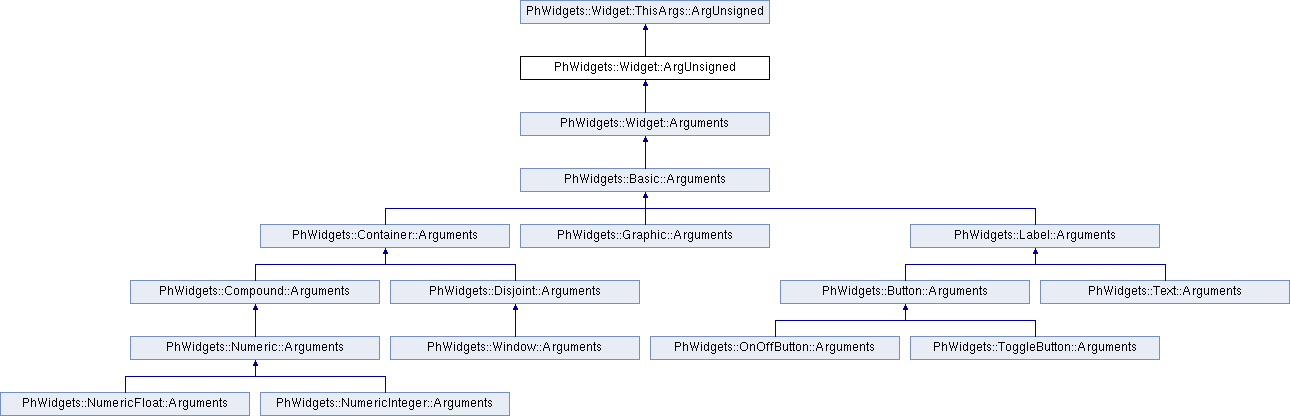 PhWidgets::Widget::ThisArgs::ArgUnsigned
PhWidgets::Widget::ArgUnsigned
PhWidgets::Widget::Arguments
PhWidgets::Basic::Arguments
PhWidgets::Container::Arguments
PhWidgets::Graphic::Arguments
PhWidgets::Label::Arguments
PhWidgets::Compound::Arguments
PhWidgets::Disjoint::Arguments
PhWidgets::Button::Arguments
PhWidgets::Text::Arguments
PhWidgets::Numeric::Arguments
PhWidgets::Window::Arguments
PhWidgets::OnOffButton::Arguments
PhWidgets::ToggleButton::Arguments
PhWidgets::NumericFloat::Arguments
PhWidgets::NumericInteger::Arguments